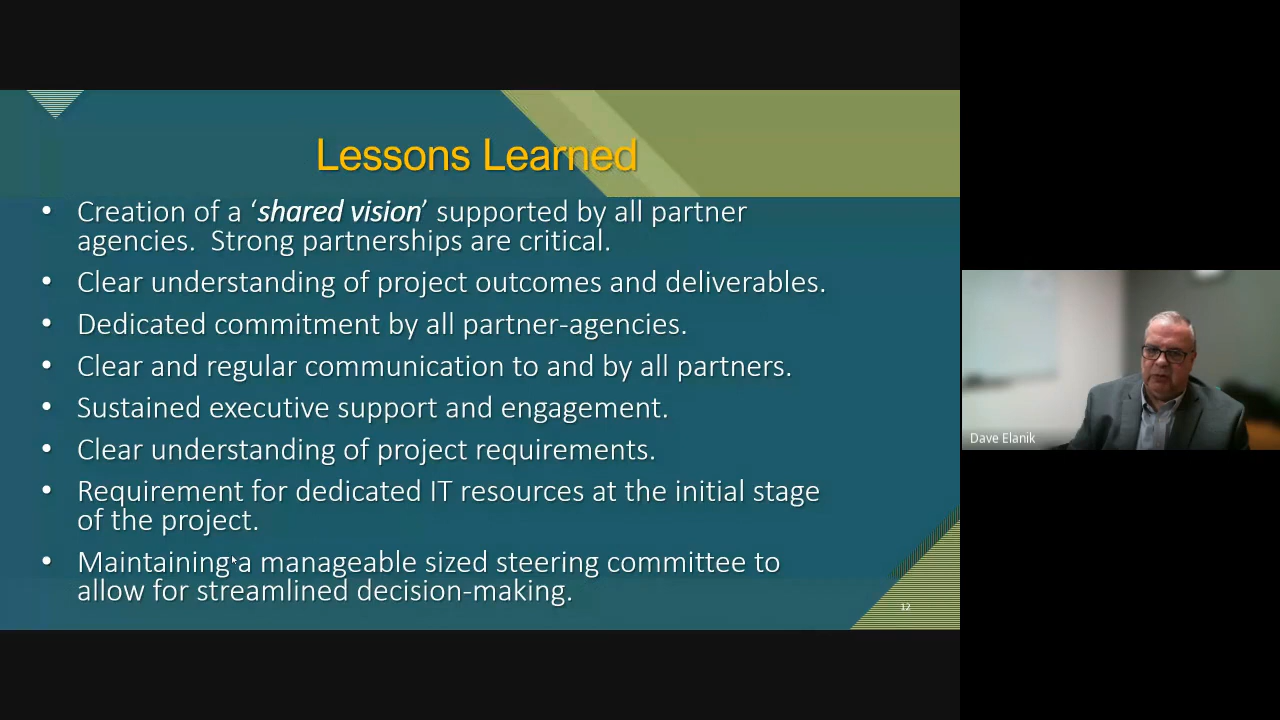 Lessons Learned
• Creation of a ‘shared vision’ supported by all partner
agencies.  Strong partnerships are critical.
• Clear understanding of project outcomes and deliverables.
• Dedicated commitment by all partner-agencies.
• Clear and regular communication to and by all partners.
• Sustained executive support and engagement.
• Clear understanding of project requirements.
• Requirement for dedicated IT resources at the initial stage
of the project.
• Maintaining a manageable sized steering committee to
allow for streamlined decision-making.
12
Dave Elanik